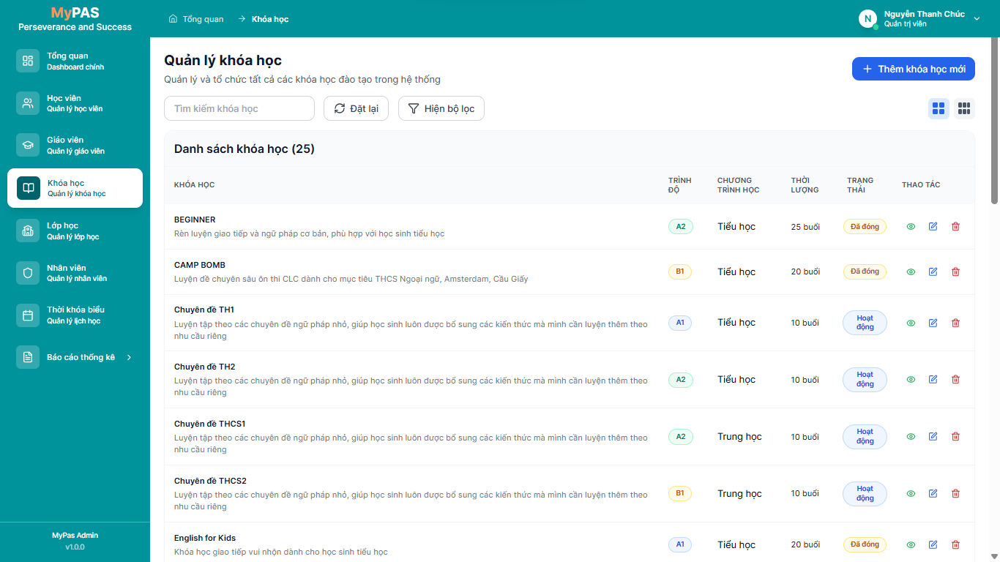 MyPAS
Perseverance and Success
Tổng quan
Khóa học
N
Nguyễn Thanh Chúc
Quản trị viên
Tổng quan
Dashboard chính
Học viên
Quản lý học viên
Giáo viên
Quản lý giáo viên
Khóa học
Quản lý khóa học
Lớp học
Quản lý lớp học
Nhân viên
Quản lý nhân viên
Thời khóa biểu
Quản lý lịch học
Báo cáo thống kê
MyPas Admin
v1.0.0
Quản lý khóa học
Quản lý và tổ chức tất cả các khóa học đào tạo trong hệ thống
Thêm khóa học mới
Tìm kiếm khóa học
Đặt lại
Hiện bộ lọc
Danh sách khóa học (25)
KHÓA HỌC
TRÌNH ĐỘ
CHƯƠNG TRÌNH HỌC
THỜI LƯỢNG
TRẠNG THÁI
THAO TÁC
BEGINNER
Rèn luyện giao tiếp và ngữ pháp cơ bản, phù hợp với học sinh tiểu học
A2
Tiểu học
25 buổi
Đã đóng
CAMP BOMB
Luyện đề chuyên sâu ôn thi CLC dành cho mục tiêu THCS Ngoại ngữ, Amsterdam, Cầu Giấy
B1
Tiểu học
20 buổi
Đã đóng
Chuyên đề TH1
Luyện tập theo các chuyên đề ngữ pháp nhỏ, giúp học sinh luôn được bổ sung các kiến thức mà mình cần luyện thêm theo
nhu cầu riêng
A1
Tiểu học
10 buổi
Hoạt động
Chuyên đề TH2
Luyện tập theo các chuyên đề ngữ pháp nhỏ, giúp học sinh luôn được bổ sung các kiến thức mà mình cần luyện thêm theo
nhu cầu riêng
A2
Tiểu học
10 buổi
Hoạt động
Chuyên đề THCS1
Luyện tập theo các chuyên đề ngữ pháp nhỏ, giúp học sinh luôn được bổ sung các kiến thức mà mình cần luyện thêm theo
nhu cầu riêng
A2
Trung học
10 buổi
Hoạt động
Chuyên đề THCS2
Luyện tập theo các chuyên đề ngữ pháp nhỏ, giúp học sinh luôn được bổ sung các kiến thức mà mình cần luyện thêm theo
nhu cầu riêng
B1
Trung học
10 buổi
Hoạt động
English for Kids
Khóa học giao tiếp vui nhộn dành cho học sinh tiểu học
A1
Tiểu học
20 buổi
Đã đóng